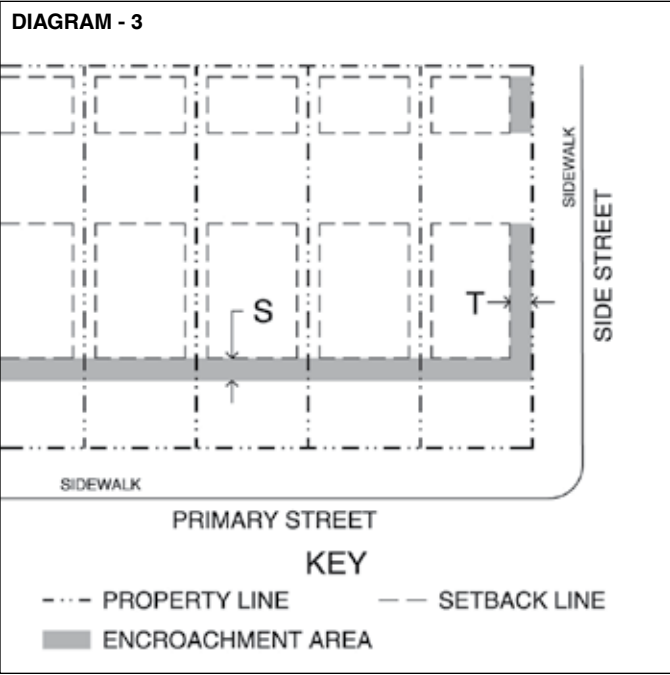 DIAGRAM - 3
SIDEWALK
SIDE STREET
S
T
SIDEWALK
PRIMARY STREET
KEY
PROPERTY LINE
SETBACK LINE
ENCROACHMENT AREA